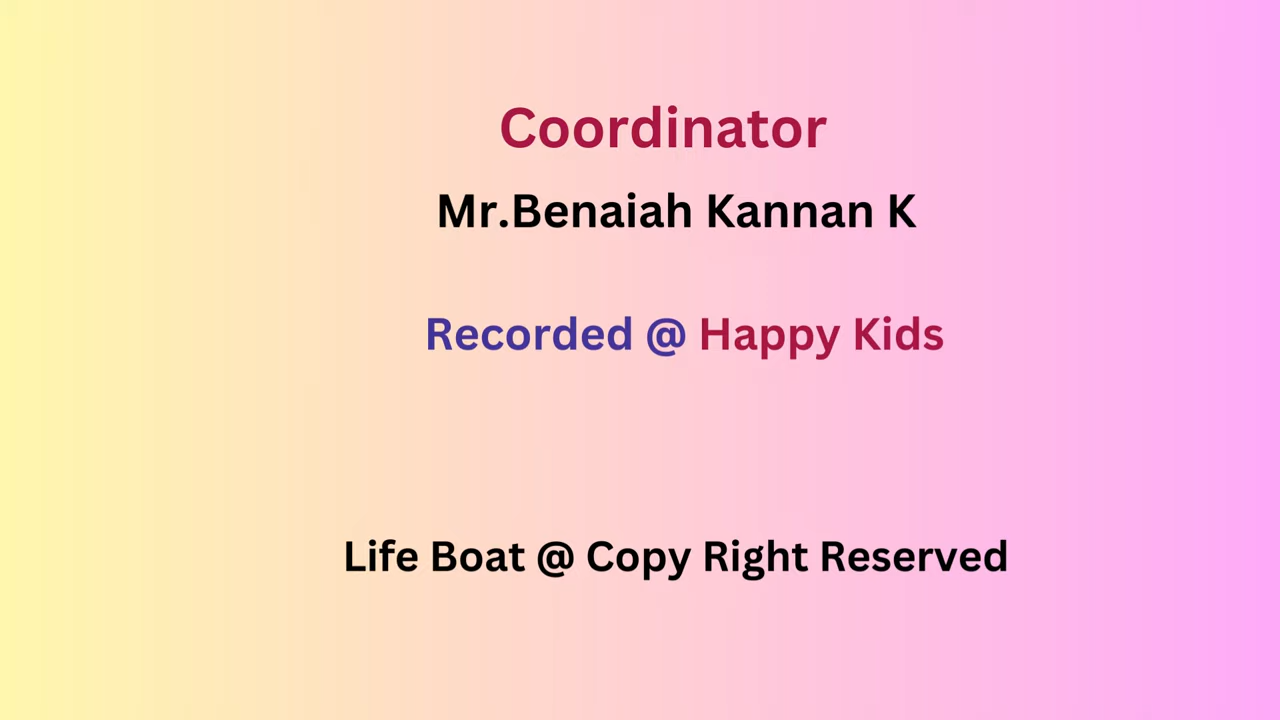 Coordinator
Mr.Benaiah Kannan K
Recorded @ Happy Kids
Life Boat @ Copy Right Reserved